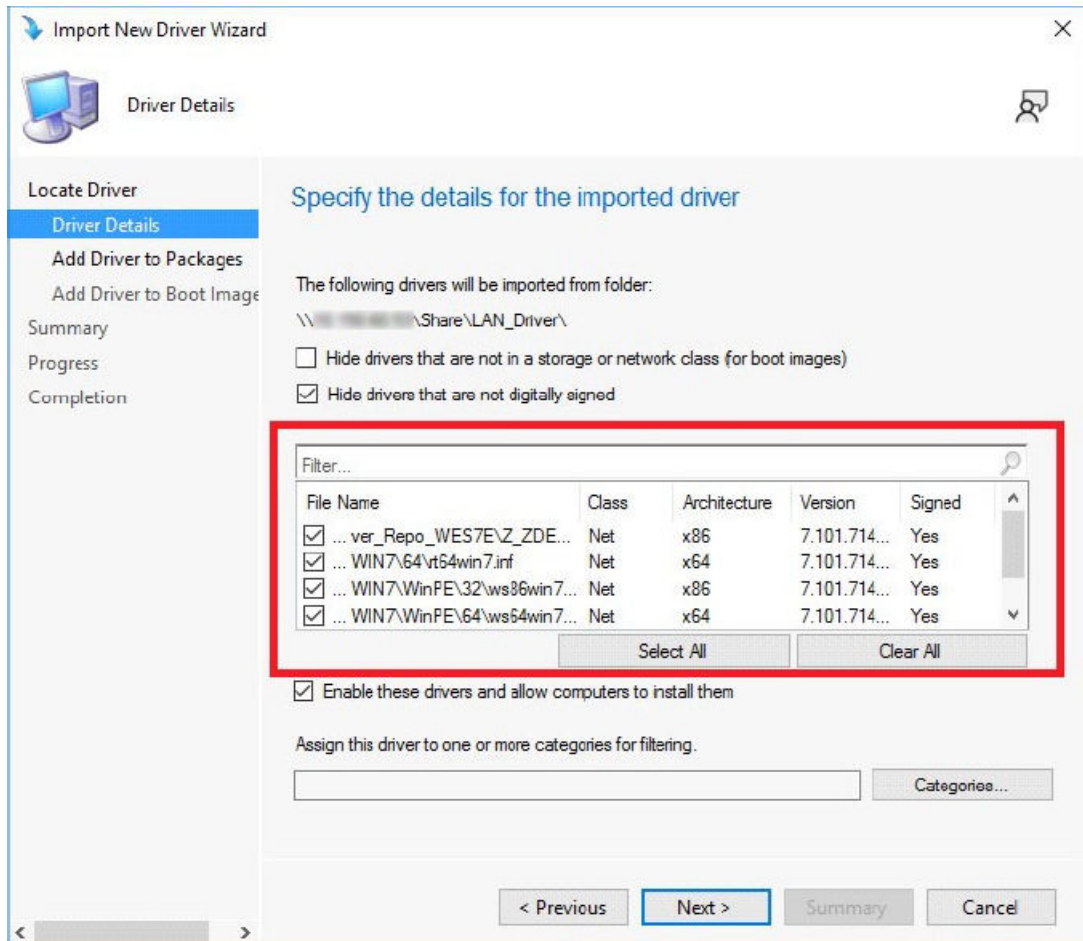 Import New Driver Wizard
Driver Details
Locate Driver
Driver Details
Add Driver to Packages
Add Driver to Boot Image
Summary
Progress
Completion
Specify the details for the imported driver
The following drivers will be imported from folder:
\\ \Share\LAN_Driver\
Hide drivers that are not in a storage or network class (for boot images)
Hide drivers that are not digitally signed
Filter...
File Name Class Architecture Version Signed
... ver_Repo_WES7E\Z_ZDE... Net x86 7.101.714... Yes
... WIN7\64\rt64win7.inf Net x64 7.101.714... Yes
... WIN7\WinPE\32\ws86win7... Net x86 7.101.714... Yes
... WIN7\WinPE\64\ws64win7... Net x64 7.101.714... Yes
Select All Clear All
Enable these drivers and allow computers to install them
Assign this driver to one or more categories for filtering.
Categories...
< Previous Next > Summary Cancel